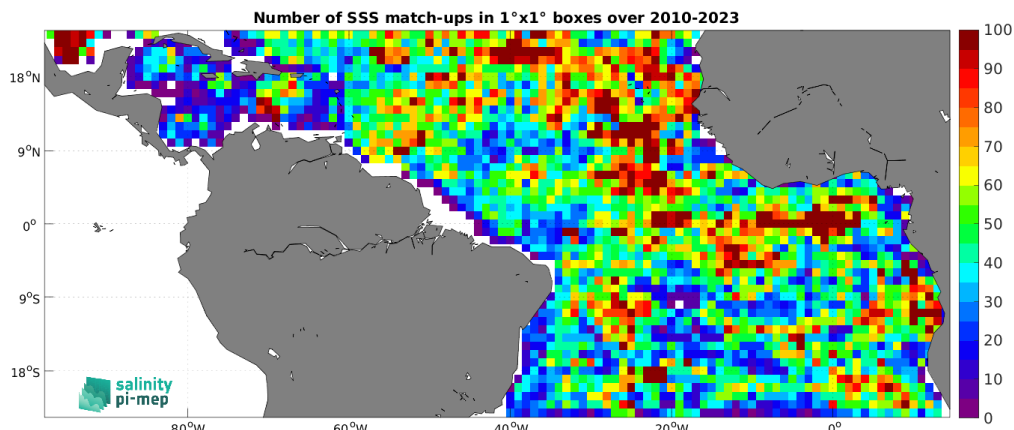 Number of SSS match-ups in 1°x1° boxes over 2010-2023
100
90
80
70
60
50
40
30
20
10
0
18°N
9°N
0°
9°S
18°S
salinity
pi-mep
80°W
60°W
40°W
20°W
0°